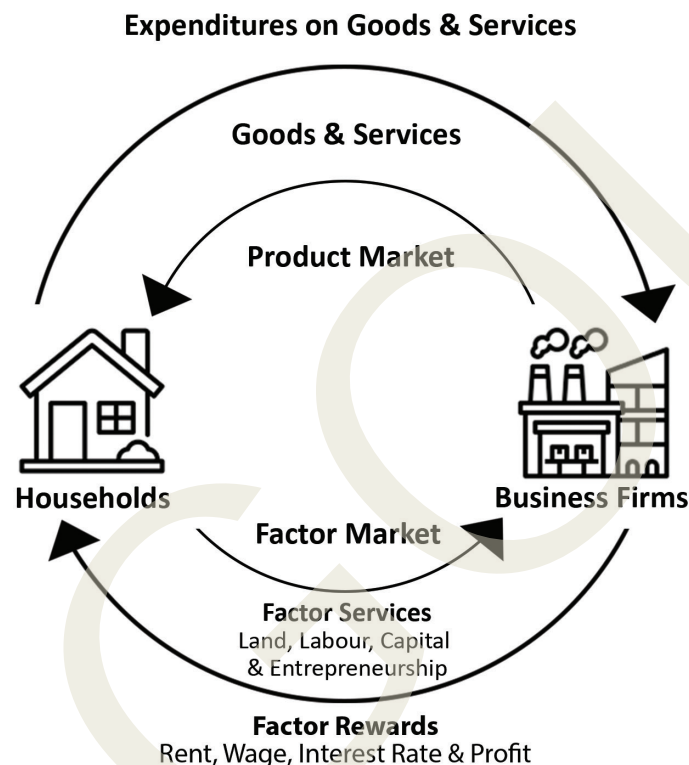 Expenditures on Goods & Services
Goods & Services
Product Market
Households
Business Firms
Factor Market
Factor Services
Land, Labour, Capital
& Entrepreneurship
Factor Rewards
Rent, Wage, Interest Rate & Profit